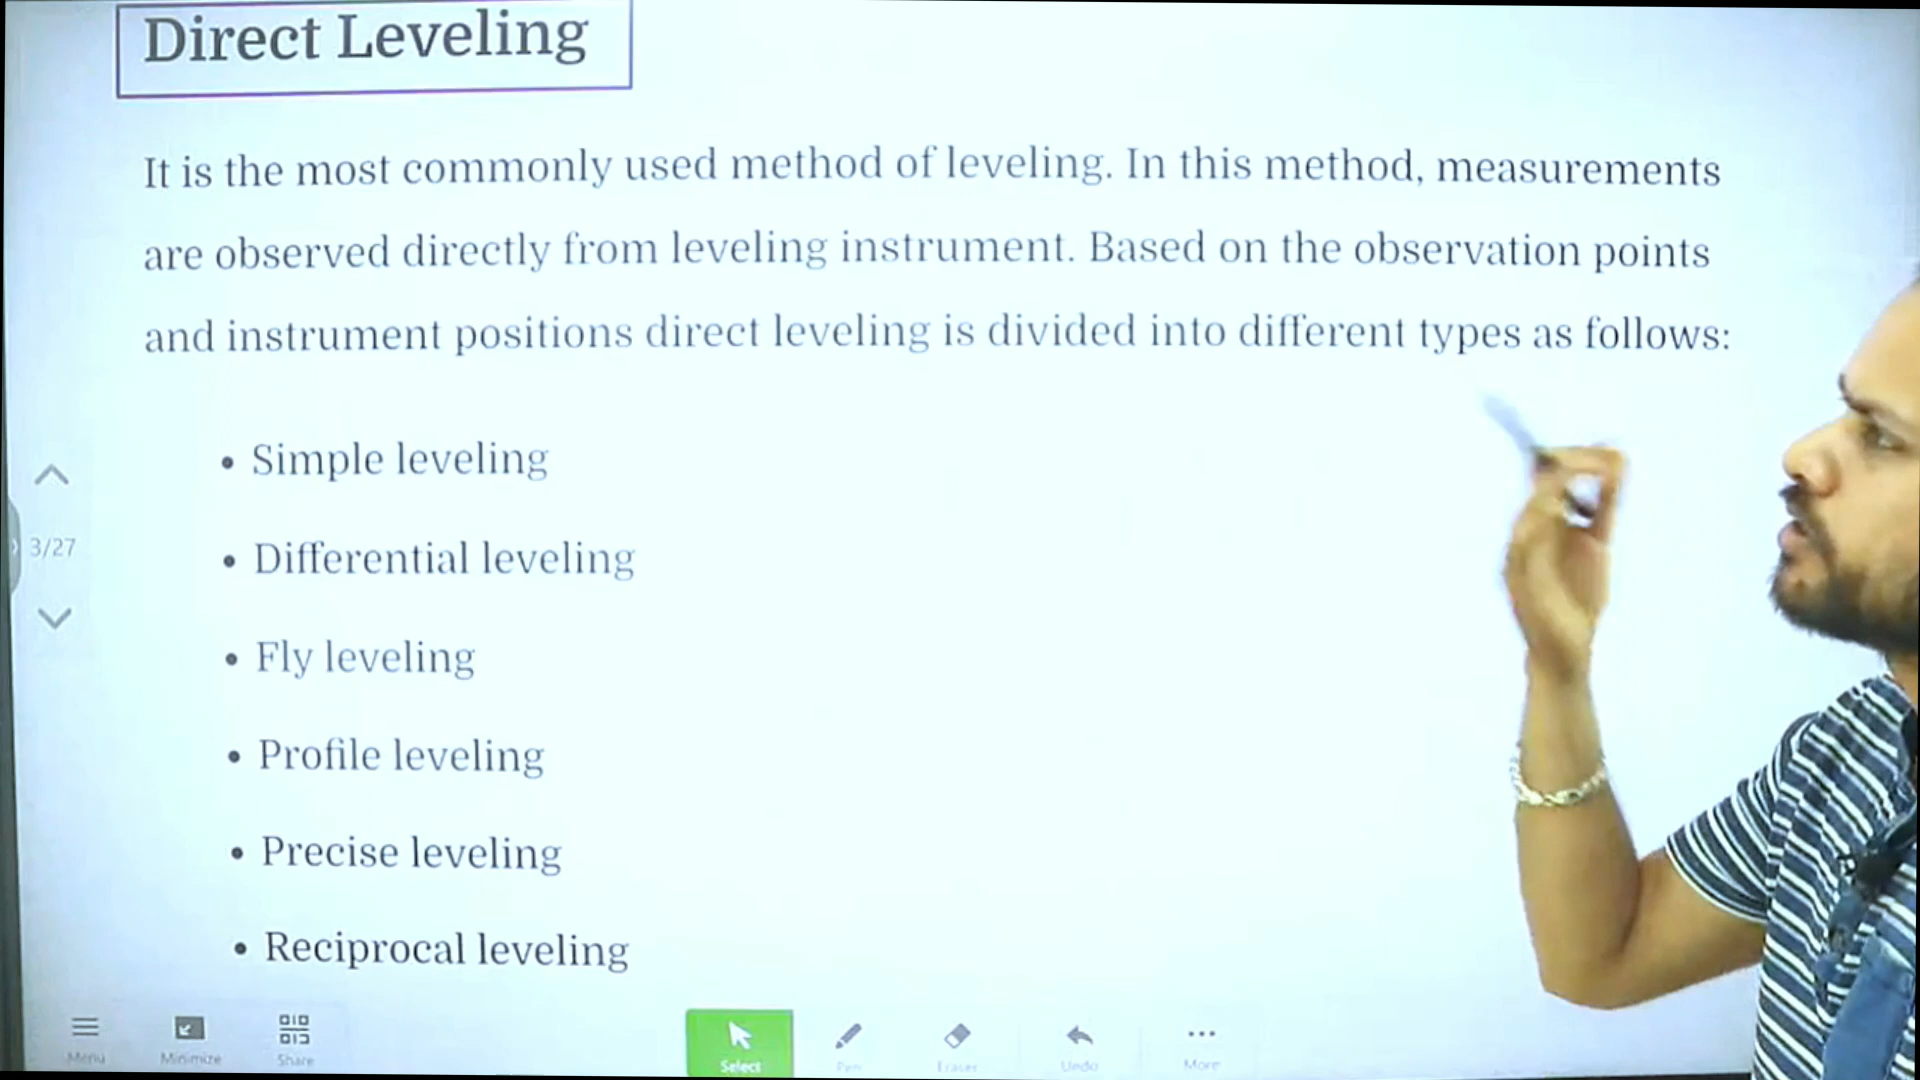 Direct Leveling
It is the most commonly used method of leveling. In this method, measurements
are observed directly from leveling instrument. Based on the observation points
and instrument positions direct leveling is divided into different types as follows:
• Simple leveling
• Differential leveling
3/27
• Fly leveling
• Profile leveling
• Precise leveling
• Reciprocal leveling
Menu Minimize Share Select Pen Eraser Undo More